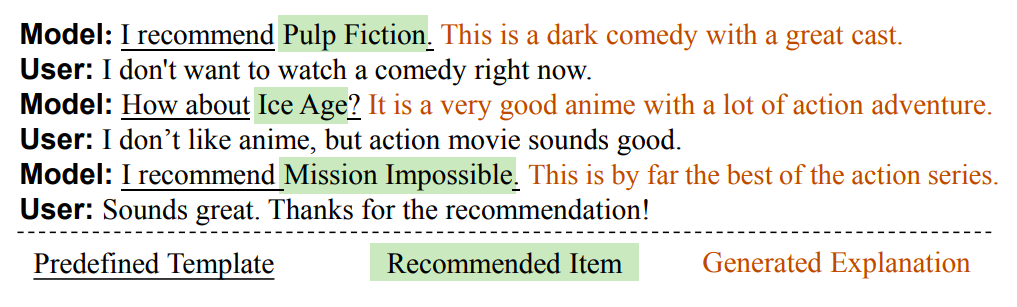 Model: I recommend Pulp Fiction. This is a dark comedy with a great cast.
User: I don't want to watch a comedy right now.
Model: How about Ice Age? It is a very good anime with a lot of action adventure.
User: I don’t like anime, but action movie sounds good.
Model: I recommend Mission Impossible. This is by far the best of the action series.
User: Sounds great. Thanks for the recommendation!
Predefined Template Recommended Item Generated Explanation